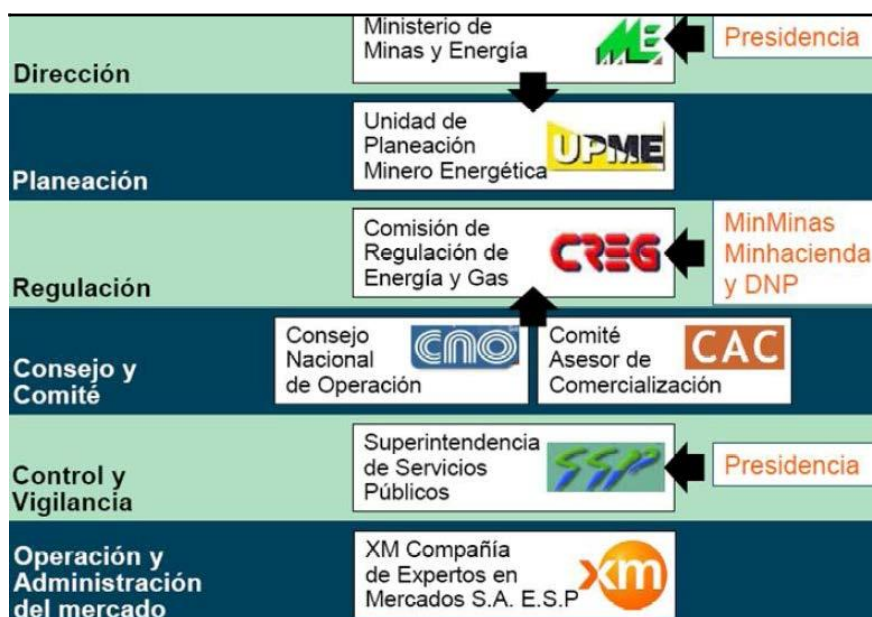 Dirección
Ministerio de
Minas y Energía
ME
Presidencia
Planeación
Unidad de
Planeación
Minero Energética
UPME
Regulación
Comisión de
Regulación de
Energía y Gas
CREG
MinMinas
Minhacienda
y DNP
Consejo y
Comité
Consejo
Nacional
de Operación
cno
Comité
Asesor de
Comercialización
CAC
Control y
Vigilancia
Superintendencia
de Servicios
Públicos
SSP
Presidencia
Operación y
Administración
del mercado
XM Compañía
de Expertos en
Mercados S.A. E.S.P
xm